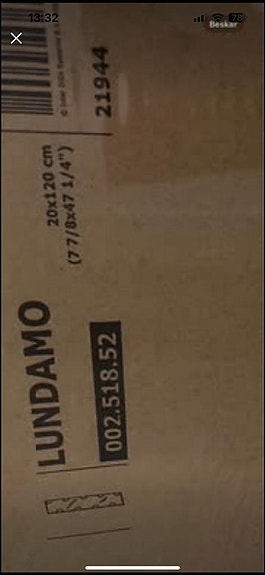 13:32
Beskär
LUNDAMO
20x120 cm
(7 7/8x47 1/4")
002.518.52
21944